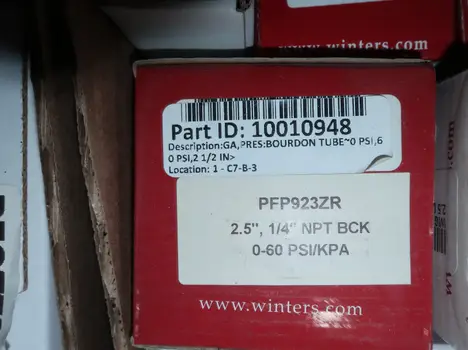 www.winters.com
Part ID: 10010948
Description:GA,PRES:BOURDON TUBE~0 PSI,6
0 PSI,2 1/2 IN>
Location: 1 - C7-B-3
PFP923ZR
2.5", 1/4" NPT BCK
0-60 PSI/KPA
www.winters.com